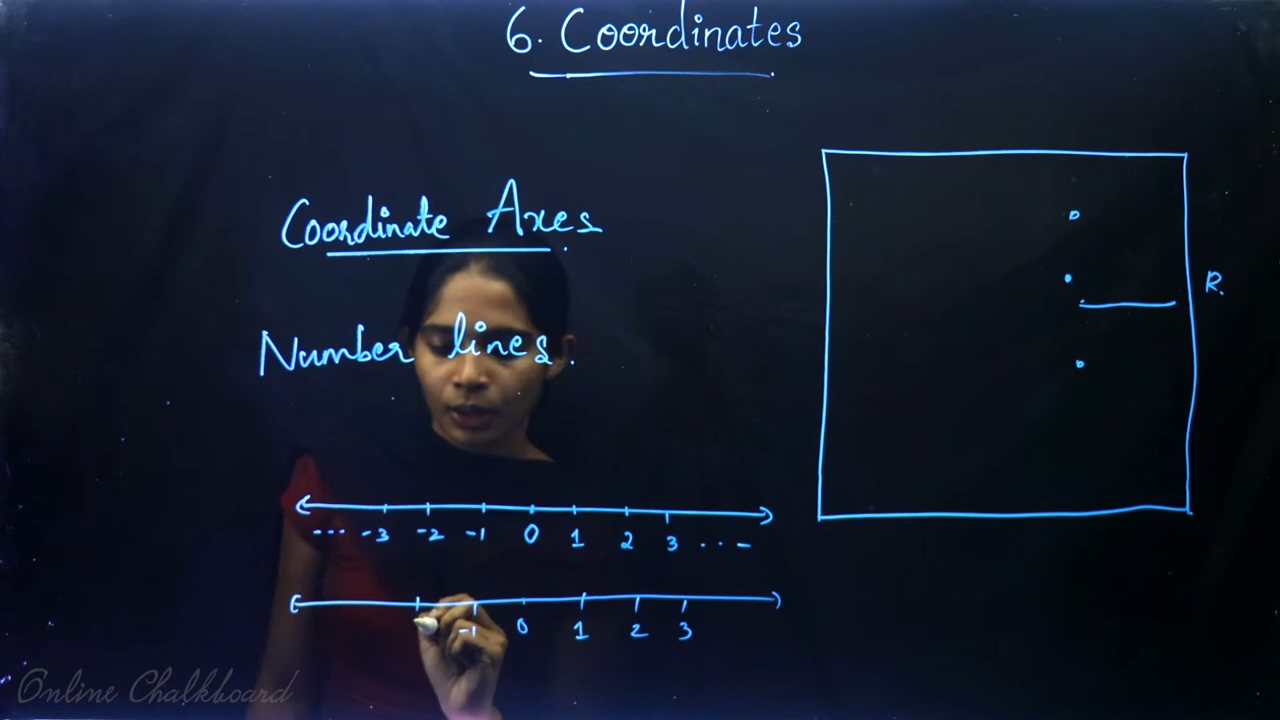 6. Coordinates
Coordinate Axes
Number lines.
R.
... -3 -2 -1 0 1 2 3 ...
-1 0 1 2 3
Online Chalkboard